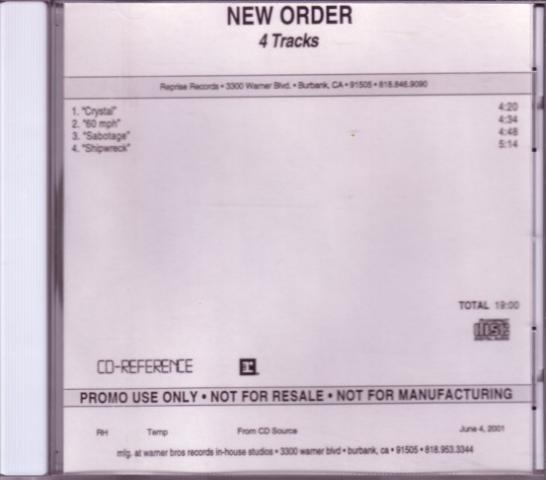 NEW ORDER
4 Tracks
Reprise Records • 3300 Warner Blvd. • Burbank, CA • 91505 • 818.846.9090
1. "Crystal" 4:20
2. "60 mph" 4:34
3. "Sabotage" 4:48
4. "Shipwreck" 5:14
TOTAL 19:00
disc
CD-REFERENCE r
PROMO USE ONLY • NOT FOR RESALE • NOT FOR MANUFACTURING
RH Temp From CD Source June 4, 2001
mfg. at warner bros records in-house studios • 3300 warner blvd • burbank, ca • 91505 • 818.953.3344